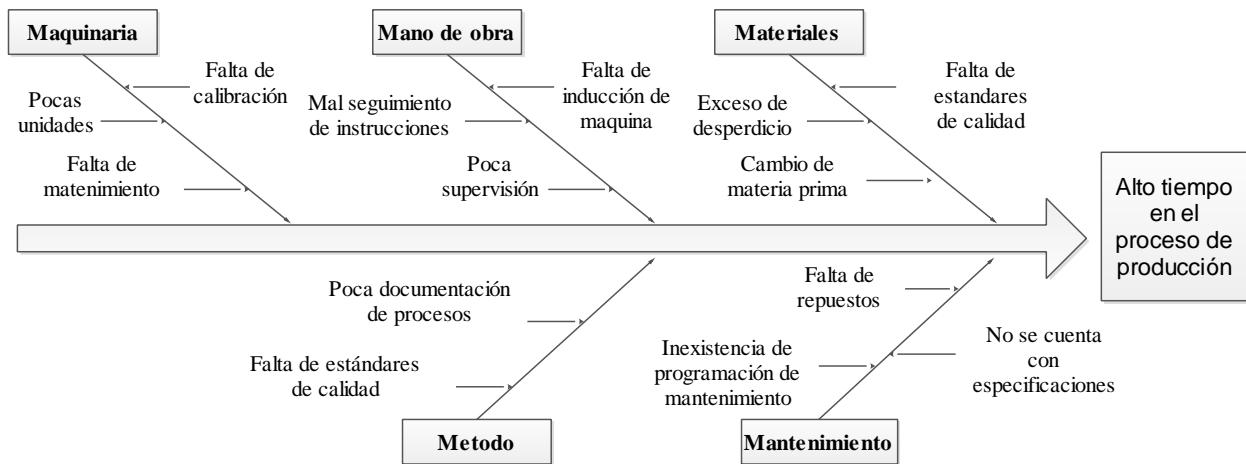 Maquinaria
Mano de obra
Materiales
Falta de
calibración
Pocas
unidades
Falta de
matenimiento
Falta de
inducción de
maquina
Mal seguimiento
de instrucciones
Poca
supervisión
Falta de
estandares
de calidad
Exceso de
desperdicio
Cambio de
materia prima
Alto tiempo
en el
proceso de
producción
Poca documentación
de procesos
Falta de estándares
de calidad
Falta de
repuestos
No se cuenta
con
especificaciones
Inexistencia de
programación de
mantenimiento
Metodo
Mantenimiento